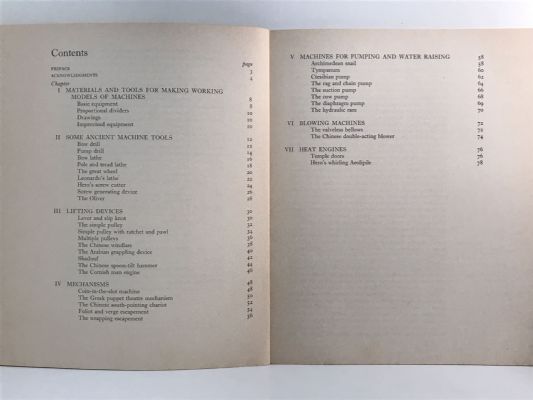 Contents
page
PREFACE 3
ACKNOWLEDGMENTS 4
Chapter
I MATERIALS AND TOOLS FOR MAKING WORKING
MODELS OF MACHINES 8
Basic equipment 8
Proportional dividers 10
Drawings 10
Improvised equipment 10
II SOME ANCIENT MACHINE TOOLS 12
Bow drill 12
Pump drill 14
Bow lathe 16
Pole and tread lathe 18
The great wheel 20
Leonardo's lathe 22
Hero's screw cutter 24
Screw generating device 26
The Oliver 26
III LIFTING DEVICES 30
Lever and slip knot 30
The simple pulley 32
Simple pulley with ratchet and pawl 34
Multiple pulleys 36
The Chinese windlass 38
The Arabian grappling device 40
Shadouf 42
The Chinese spoon-tilt hammer 44
The Cornish man engine 46
IV MECHANISMS 48
Coin-in-the-slot machine 48
The Greek puppet theatre mechanism 50
The Chinese south-pointing chariot 52
Foliot and verge escapement 54
The escapement 56
V MACHINES FOR PUMPING AND WATER RAISING 58
Archimedean snail 58
Tympanum 60
Ctesibian pump 62
The rag and chain pump 64
The suction pump 66
The cow pump 68
The diaphragm pump 69
The hydraulic ram 70
VI BLOWING MACHINES 72
The valveless bellows 72
The Chinese double-acting blower 74
VII HEAT ENGINES 76
Temple doors 76
Hero's whirling Aeolipile 78